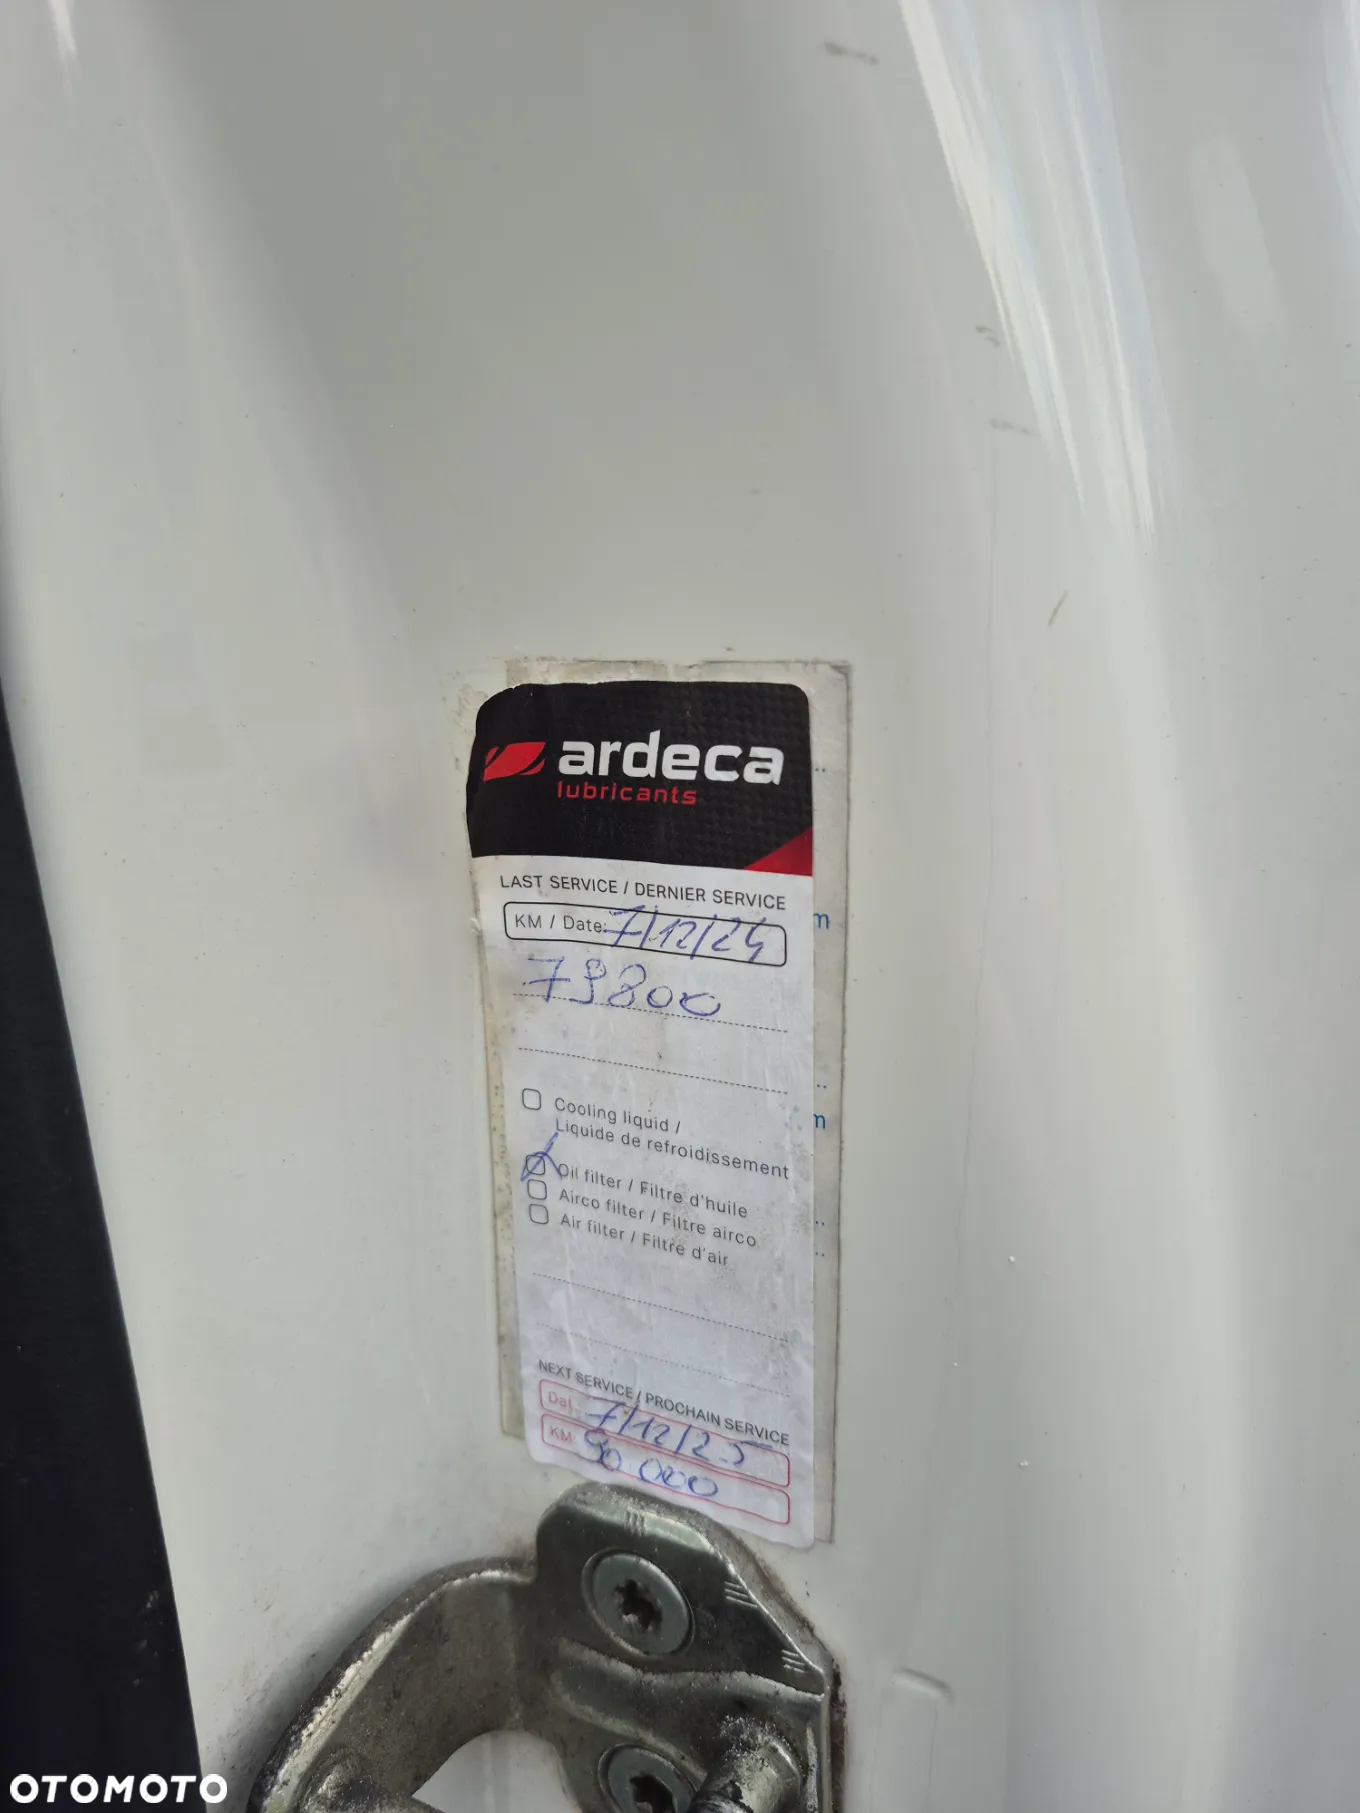 ardeca
lubricants
LAST SERVICE / DERNIER SERVICE
KM / Date: 7/12/24
79800
Cooling liquid /
Liquide de refroidissement
Oil filter / Filtre d'huile
Airco filter / Filtre airco
Air filter / Filtre d'air
NEXT SERVICE / PROCHAIN SERVICE
Dat 7/12/25
KM 90 000
m
m
OTOMOTO